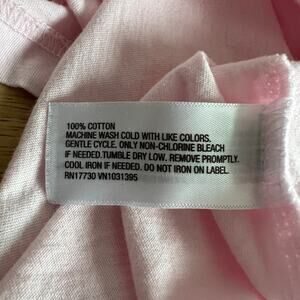 100% COTTON
MACHINE WASH COLD WITH LIKE COLORS.
GENTLE CYCLE. ONLY NON-CHLORINE BLEACH
IF NEEDED.TUMBLE DRY LOW. REMOVE PROMPTLY.
COOL IRON IF NEEDED. DO NOT IRON ON LABEL.
RN17730 VN1031395